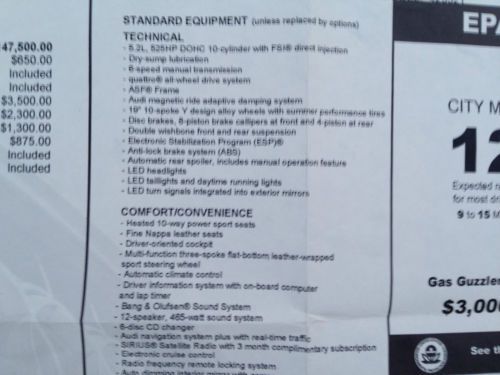 147,500.00
$650.00
Included
Included
Included
$3,500.00
$2,300.00
$1,300.00
$875.00
Included
Included
STANDARD EQUIPMENT (unless replaced by options)
TECHNICAL
- 5.2L, 525HP DOHC 10-cylinder with FSI® direct injection
- Dry-sump lubrication
- 6-speed manual transmission
- quattro® all wheel drive system
- ASF® Frame
- Audi magnetic ride adaptive damping system
- 19" 10-spoke Y design alloy wheels with summer performance tires
- Disc brakes, 8-piston brake callipers at front and 4-piston at rear
- Double wishbone front and rear suspension
- Electronic Stabilization Program (ESP)®
- Anti-lock brake system (ABS)
- Automatic rear spoiler, includes manual operation feature
- LED headlights
- LED taillights and daytime running lights
- LED turn signals integrated into exterior mirrors
COMFORT/CONVENIENCE
- Heated 10-way power sport seats
- Fine Nappa leather seats
- Driver-oriented cockpit
- Multi-function three-spoke flat-bottom leather-wrapped
sport steering wheel
- Automatic climate control
- Driver information system with on-board computer
and lap timer
- Bang & Olufsen® Sound System
- 12-speaker, 465-watt sound system
- 6-disc CD changer
- Audi navigation system plus with real-time traffic
- SIRIUS® Satellite Radio with 3 month complimentary subscription
- Electronic cruise control
- Radio frequency remote locking system
- Auto dimming interior mirror with
EPA
CITY M
12
Expected r
for most dri
9 to 15 M
Gas Guzzler
$3,000
See th